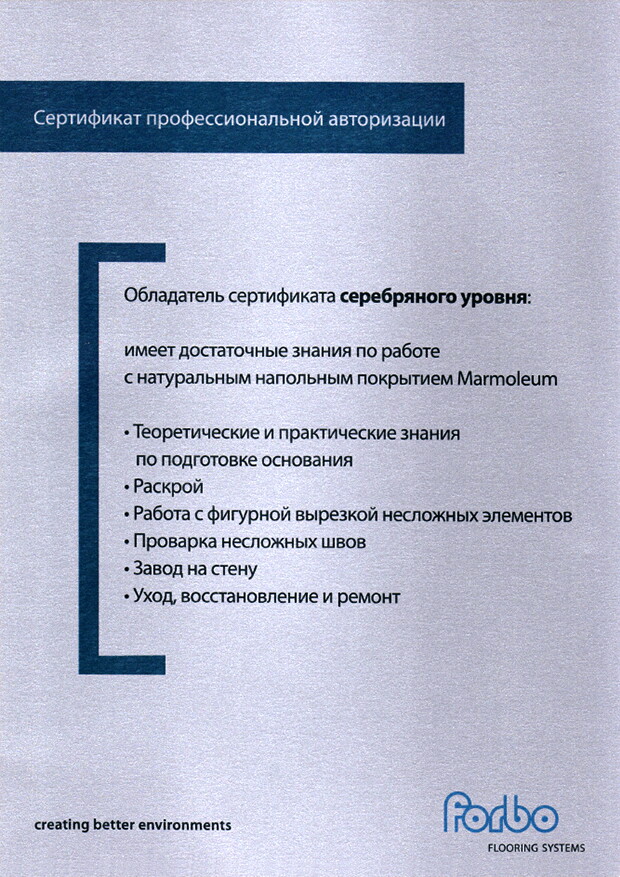 Сертификат профессиональной авторизации
Обладатель сертификата серебряного уровня:
имеет достаточные знания по работе
с натуральным напольным покрытием Marmoleum
• Теоретические и практические знания
по подготовке основания
• Раскрой
• Работа с фигурной вырезкой несложных элементов
• Проварка несложных швов
• Завод на стену
• Уход, восстановление и ремонт
creating better environments
forbo
FLOORING SYSTEMS